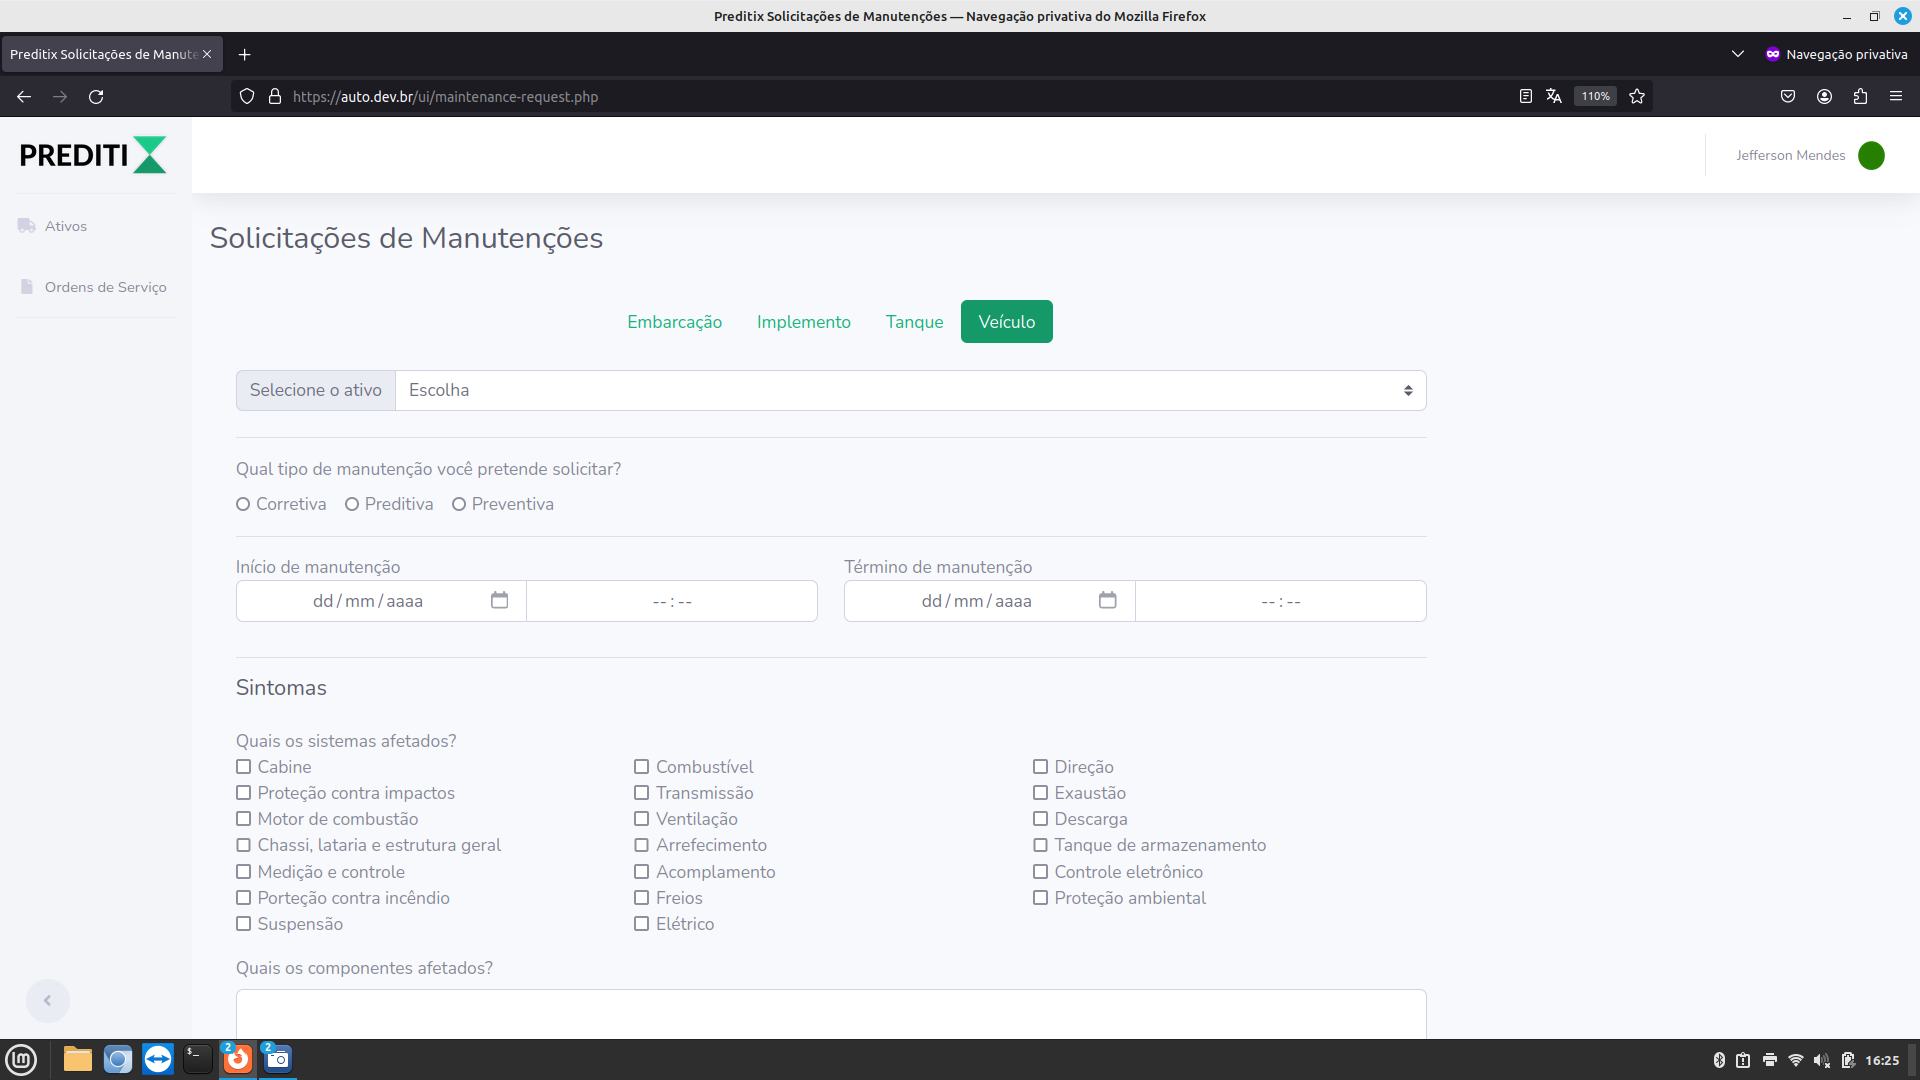 Preditix Solicitações de Manutenções — Navegação privativa do Mozilla Firefox
Preditix Solicitações de Manute
Navegação privativa
https://auto.dev.br/ui/maintenance-request.php
110%
PREDITI
Jefferson Mendes
Ativos
Ordens de Serviço
Solicitações de Manutenções
Embarcação Implemento Tanque Veículo
Selecione o ativo Escolha
Qual tipo de manutenção você pretende solicitar?
Corretiva Preditiva Preventiva
Início de manutenção Término de manutenção
dd/mm/aaaa --:-- dd/mm/aaaa --:--
Sintomas
Quais os sistemas afetados?
Cabine Combustível Direção
Proteção contra impactos Transmissão Exaustão
Motor de combustão Ventilação Descarga
Chassi, lataria e estrutura geral Arrefecimento Tanque de armazenamento
Medição e controle Acomplamento Controle eletrônico
Porteção contra incêndio Freios Proteção ambiental
Suspensão Elétrico
Quais os componentes afetados?
lm $_ 2 2 16:25